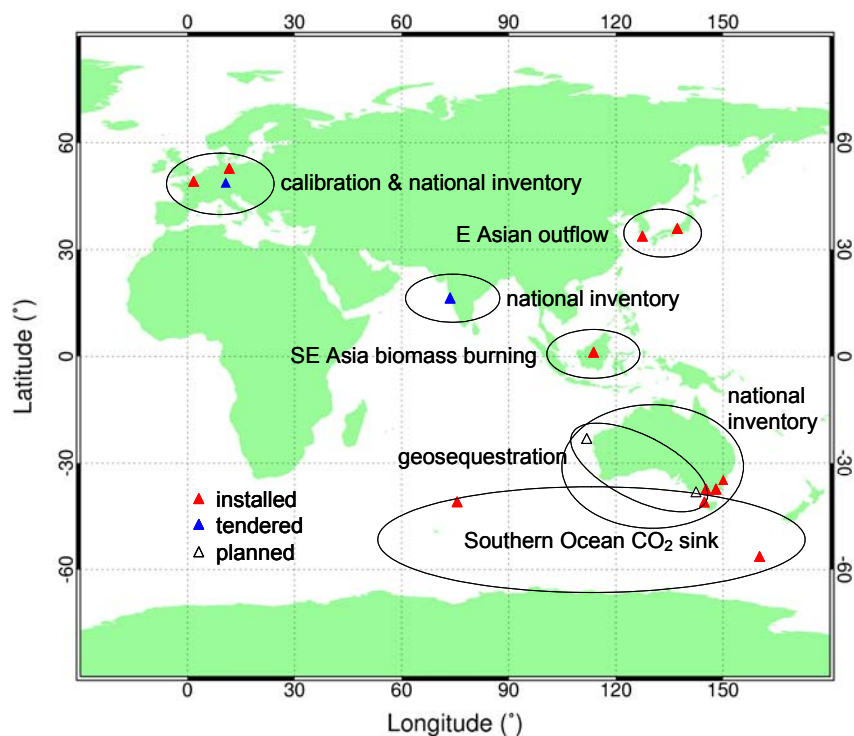 0 30 60 90 120 150
60 60
calibration & national inventory
E Asian outflow
30 30
national inventory
0 0
SE Asia biomass burning
national
inventory
geosequestration
-30 -30
installed
tendered
planned
Southern Ocean CO₂ sink
-60 -60
0 30 60 90 120 150
Latitude (°)
Longitude (°)